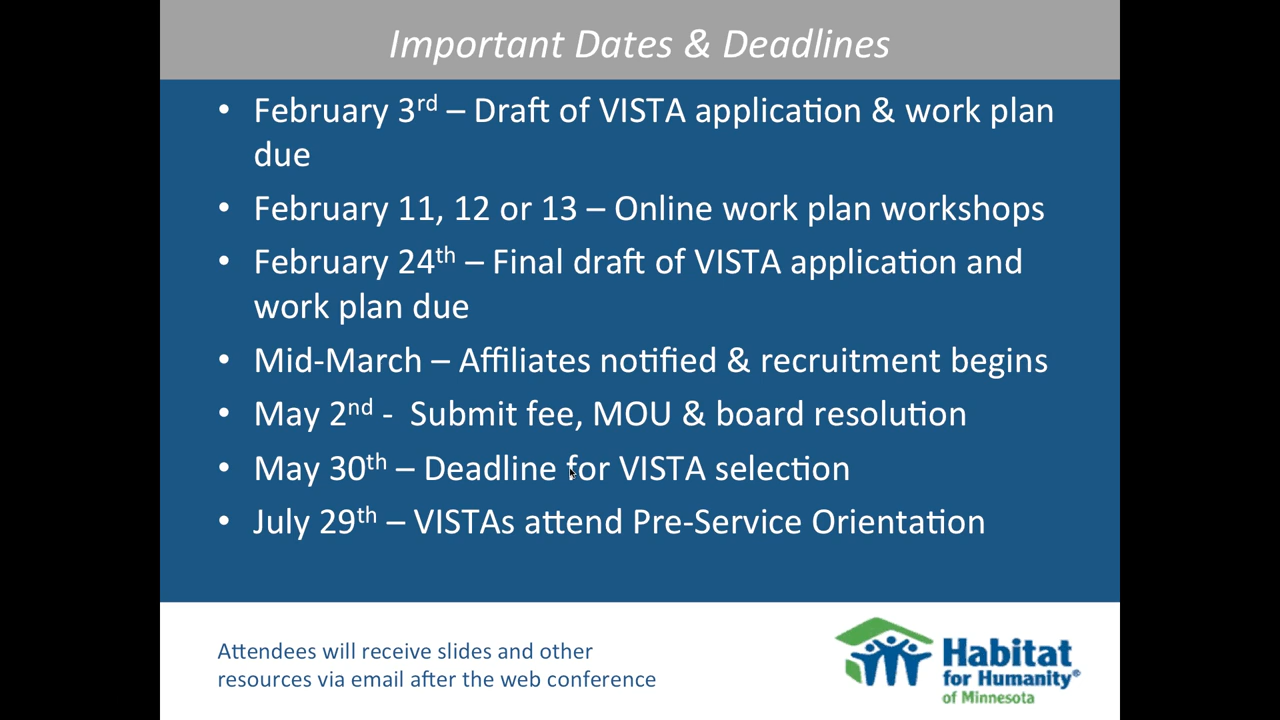 Important Dates & Deadlines
• February 3rd – Draft of VISTA application & work plan
due
• February 11, 12 or 13 – Online work plan workshops
• February 24th – Final draft of VISTA application and
work plan due
• Mid-March – Affiliates notified & recruitment begins
• May 2nd -  Submit fee, MOU & board resolution
• May 30th – Deadline for VISTA selection
• July 29th – VISTAs attend Pre-Service Orientation
Attendees will receive slides and other
resources via email after the web conference
Habitat
for Humanity®
of Minnesota